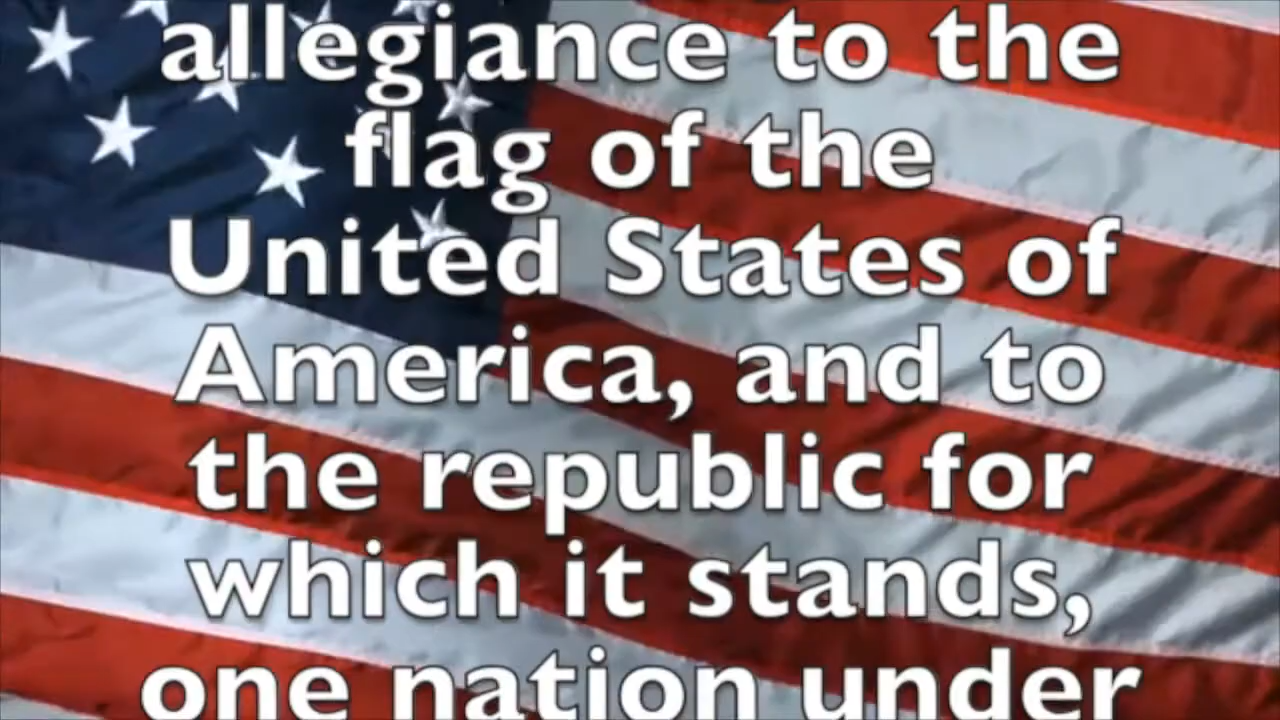 allegiance to the
flag of the
United States of
America, and to
the republic for
which it stands,
one nation under